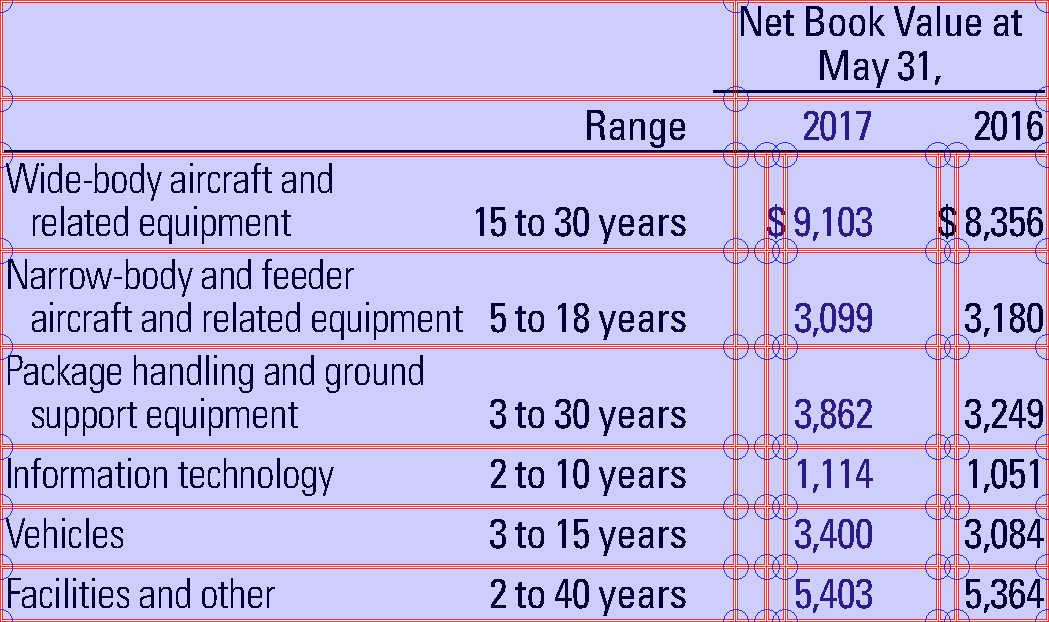 Net Book Value at
May 31,
Range 2017 2016
Wide-body aircraft and
related equipment 15 to 30 years $ 9,103 $ 8,356
Narrow-body and feeder
aircraft and related equipment 5 to 18 years 3,099 3,180
Package handling and ground
support equipment 3 to 30 years 3,862 3,249
Information technology 2 to 10 years 1,114 1,051
Vehicles 3 to 15 years 3,400 3,084
Facilities and other 2 to 40 years 5,403 5,364